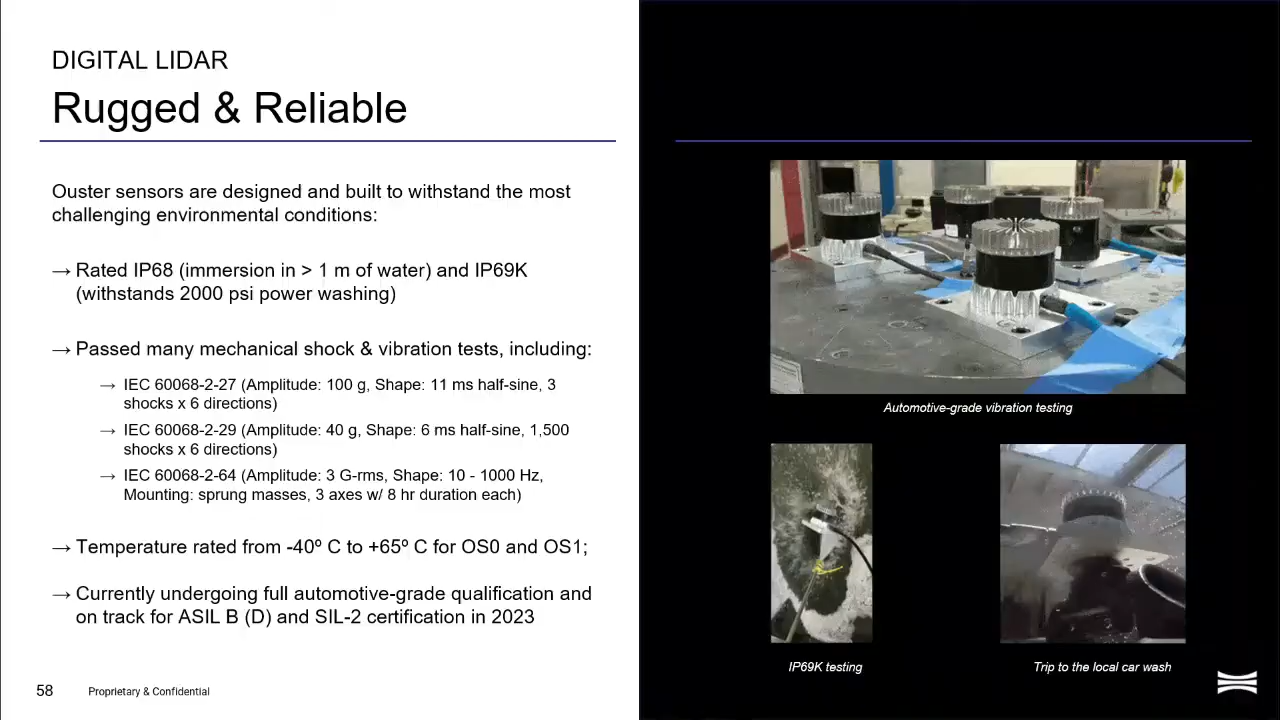 DIGITAL LIDAR
Rugged & Reliable
Ouster sensors are designed and built to withstand the most
challenging environmental conditions:
→ Rated IP68 (immersion in > 1 m of water) and IP69K
(withstands 2000 psi power washing)
→ Passed many mechanical shock & vibration tests, including:
→ IEC 60068-2-27 (Amplitude: 100 g, Shape: 11 ms half-sine, 3
shocks x 6 directions)
→ IEC 60068-2-29 (Amplitude: 40 g, Shape: 6 ms half-sine, 1,500
shocks x 6 directions)
→ IEC 60068-2-64 (Amplitude: 3 G-rms, Shape: 10 - 1000 Hz,
Mounting: sprung masses, 3 axes w/ 8 hr duration each)
→ Temperature rated from -40º C to +65º C for OS0 and OS1;
→ Currently undergoing full automotive-grade qualification and
on track for ASIL B (D) and SIL-2 certification in 2023
58 Proprietary & Confidential
Automotive-grade vibration testing
IP69K testing
Trip to the local car wash